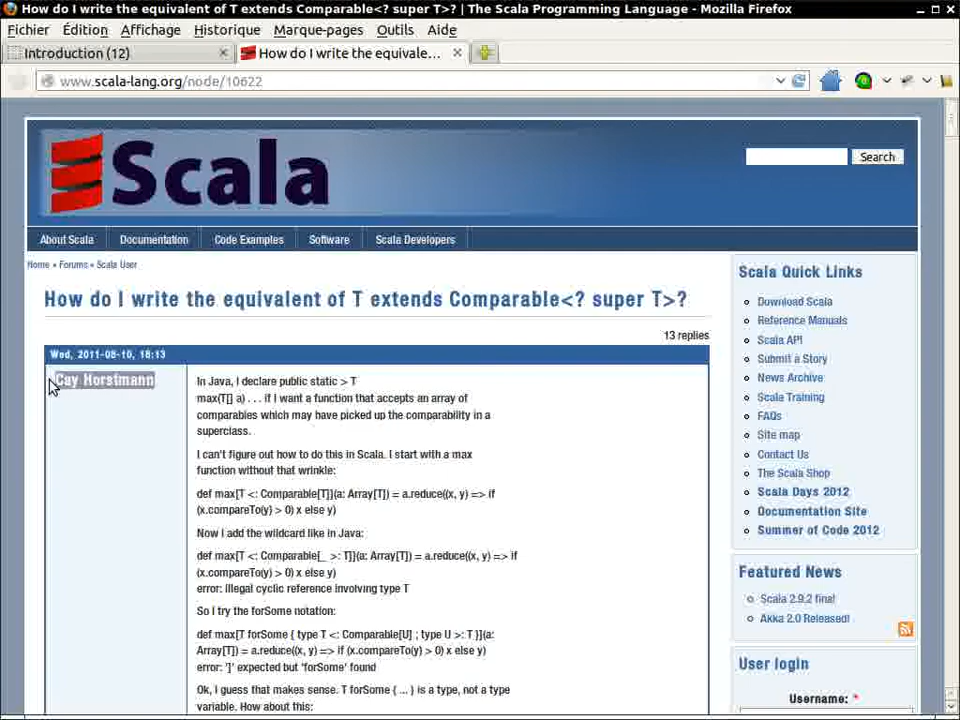 How do I write the equivalent of T extends Comparable<? super T>? | The Scala Programming Language - Mozilla Firefox
Fichier Édition Affichage Historique Marque-pages Outils Aide
Introduction (12) How do I write the equivale...
www.scala-lang.org/node/10622
Scala
Search
About Scala Documentation Code Examples Software Scala Developers
Home » Forums » Scala User
How do I write the equivalent of T extends Comparable<? super T>?
13 replies
Wed, 2011-08-10, 18:13
Cay Horstmann
In Java, I declare public static > T
max(T[] a) . . . if I want a function that accepts an array of
comparables which may have picked up the comparability in a
superclass.
I can't figure out how to do this in Scala. I start with a max
function without that wrinkle:
def max[T <: Comparable[T]](a: Array[T]) = a.reduce((x, y) => if
(x.compareTo(y) > 0) x else y)
Now I add the wildcard like in Java:
def max[T <: Comparable[_ >: T]](a: Array[T]) = a.reduce((x, y) => if
(x.compareTo(y) > 0) x else y)
error: illegal cyclic reference involving type T
So I try the forSome notation:
def max[T forSome { type T <: Comparable[U] ; type U >: T }](a:
Array[T]) = a.reduce((x, y) => if (x.compareTo(y) > 0) x else y)
error: ']' expected but 'forSome' found
Ok, I guess that makes sense. T forSome { ... } is a type, not a type
variable. How about this:
Scala Quick Links
Download Scala
Reference Manuals
Scala API
Submit a Story
News Archive
Scala Training
FAQs
Site map
Contact Us
The Scala Shop
Scala Days 2012
Documentation Site
Summer of Code 2012
Featured News
Scala 2.9.2 final
Akka 2.0 Released!
User login
Username: *